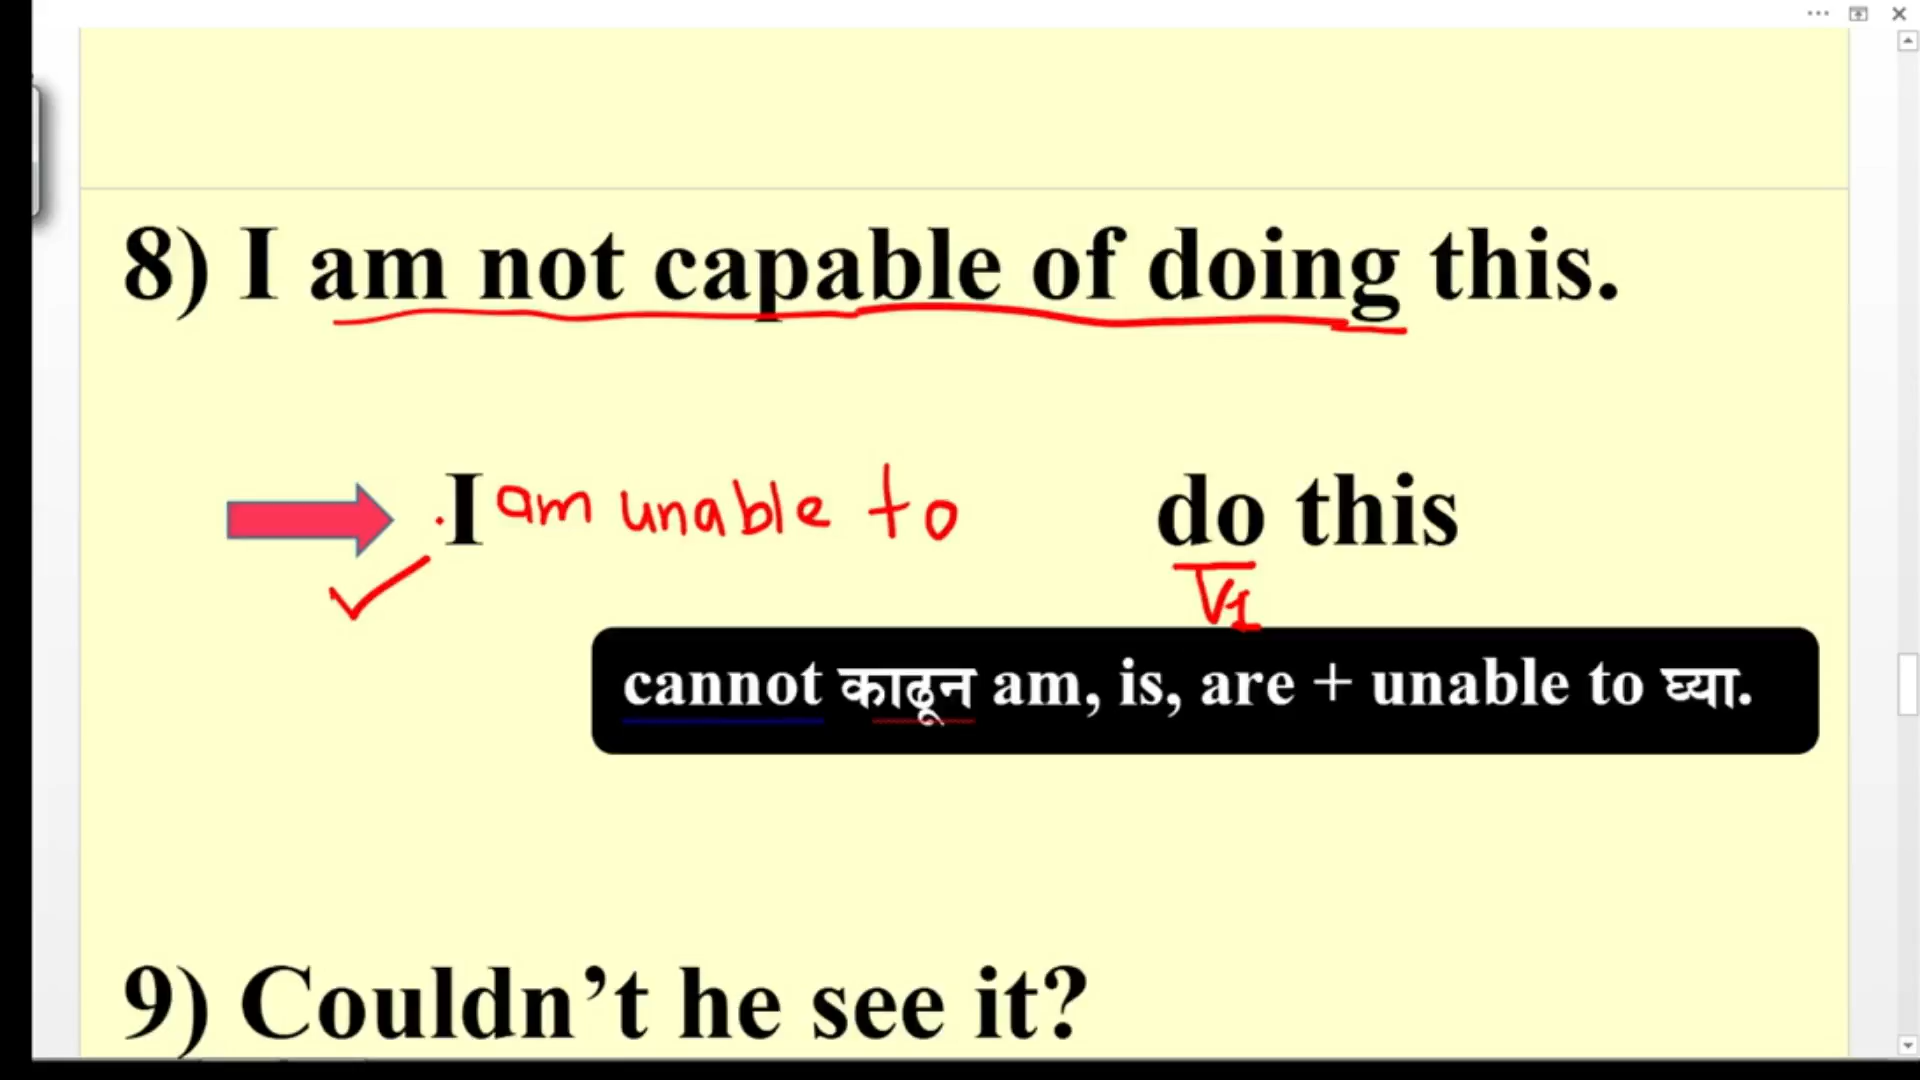 8) I am not capable of doing this.
I am unable to do this
V1
cannot काढून am, is, are + unable to घ्या.
9) Couldn’t he see it?